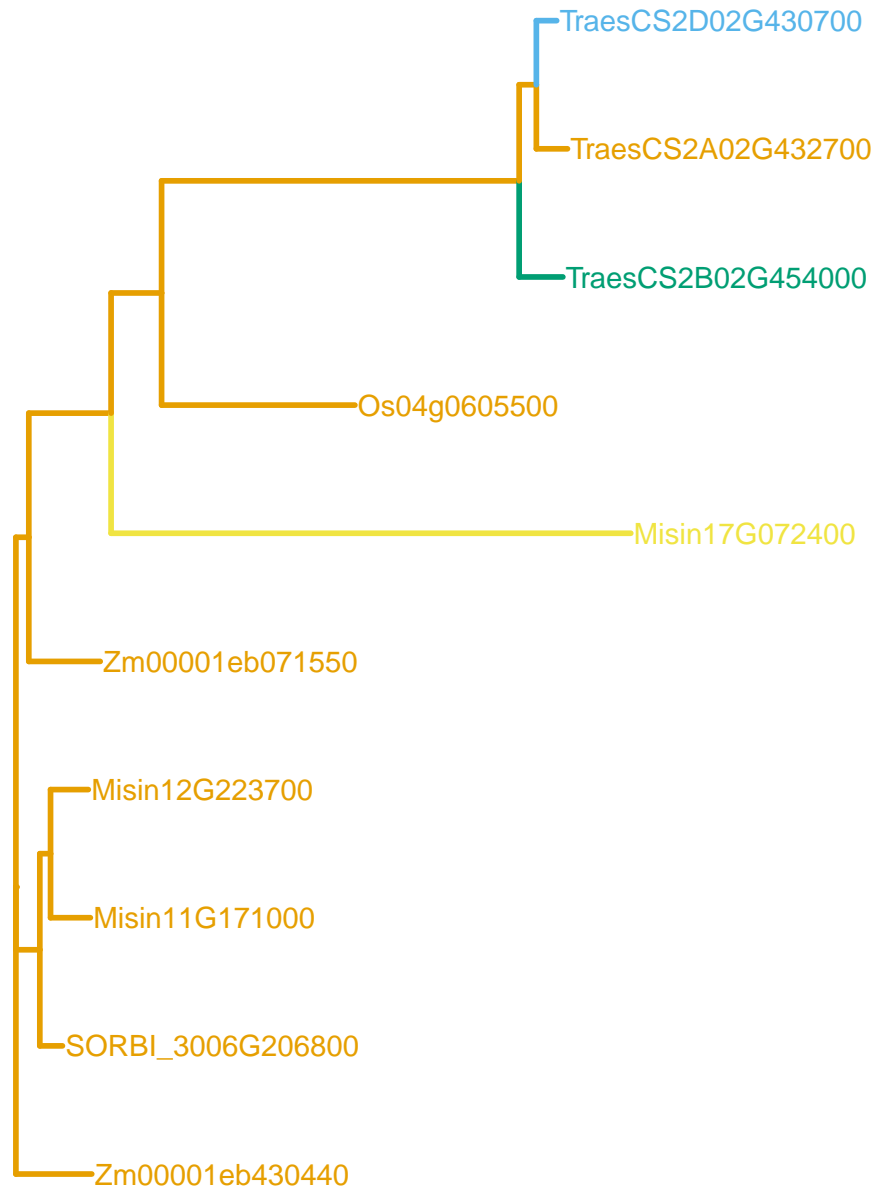 TraesCS2D02G430700
TraesCS2A02G432700
TraesCS2B02G454000
Os04g0605500
Misin17G072400
Zm00001eb071550
Misin12G223700
Misin11G171000
SORBI_3006G206800
Zm00001eb430440